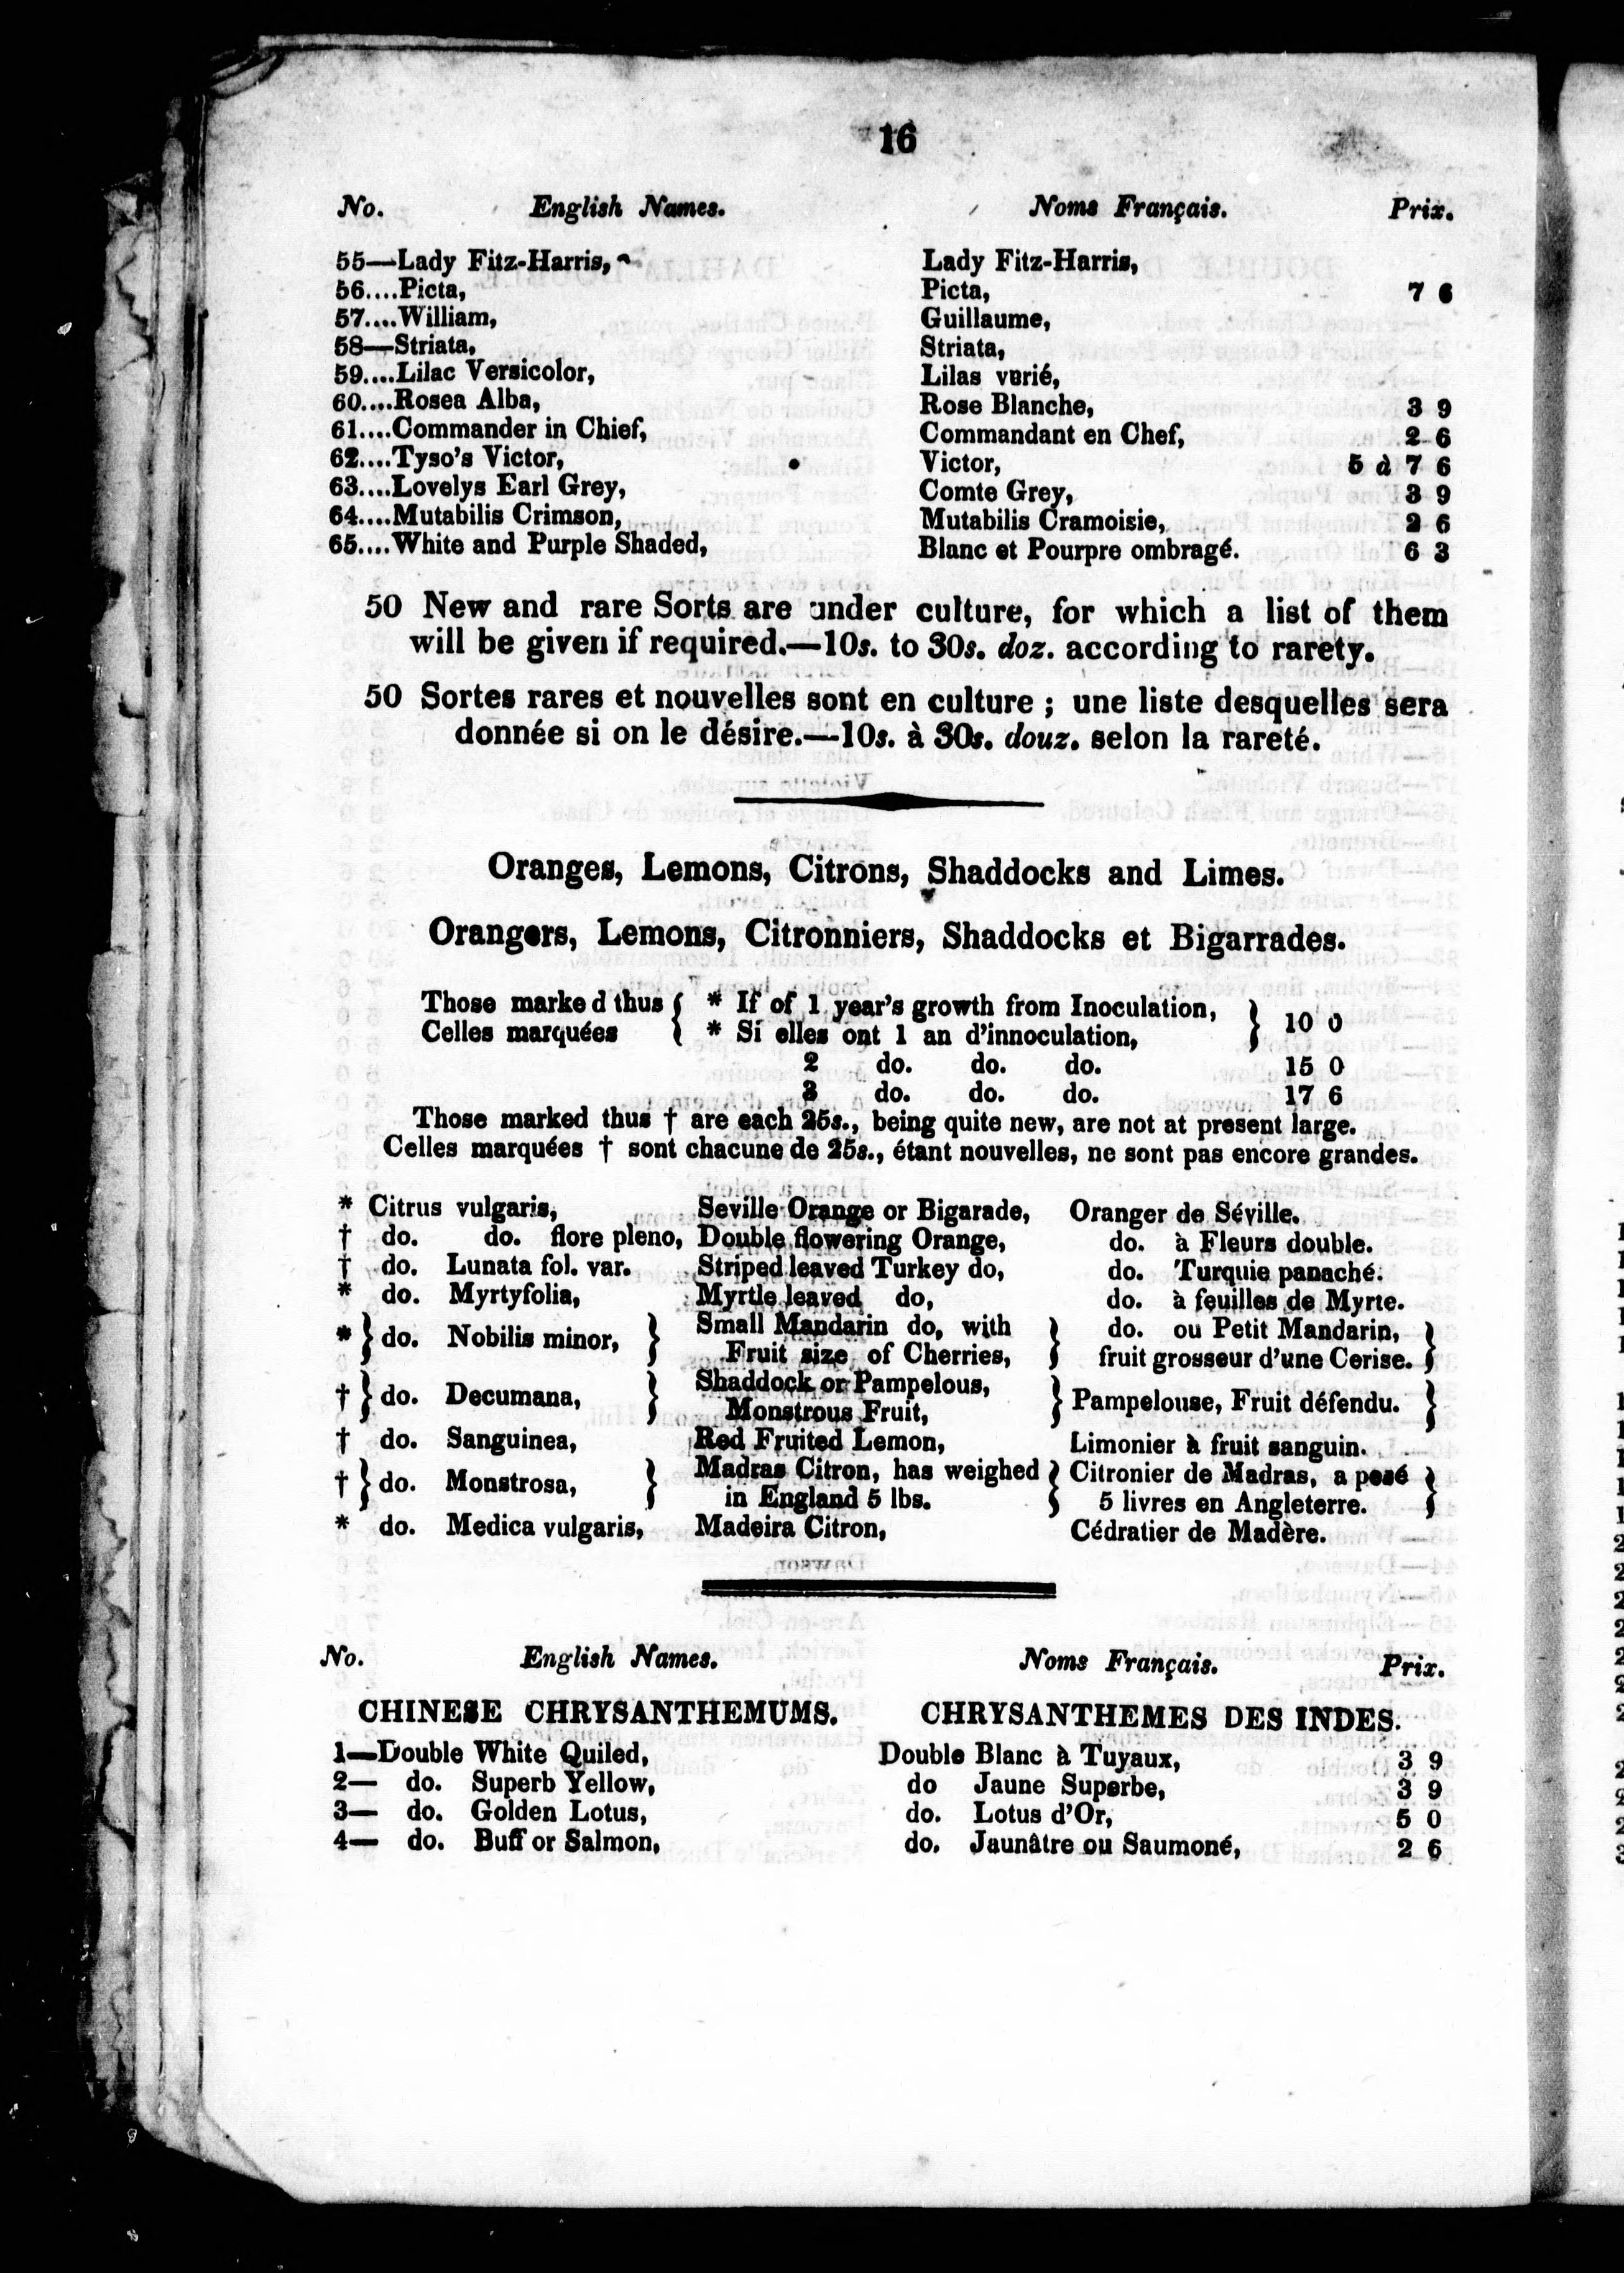 16
No. English Names. Noms Français. Prix.
55—Lady Fitz-Harris, Lady Fitz-Harris,
56....Picta, Picta, 7 6
57....William, Guillaume,
58—Striata, Striata,
59....Lilac Versicolor, Lilas varié,
60....Rosea Alba, Rose Blanche, 3 9
61....Commander in Chief, Commandant en Chef, 2 6
62....Tyso's Victor, Victor, 5 à 7 6
63....Lovelys Earl Grey, Comte Grey, 3 9
64....Mutabilis Crimson, Mutabilis Cramoisie, 2 6
65....White and Purple Shaded, Blanc et Pourpre ombragé. 6 3
50 New and rare Sorts are under culture, for which a list of them
will be given if required.—10s. to 30s. doz. according to rarety.
50 Sortes rares et nouvelles sont en culture ; une liste desquelles sera
donnée si on le désire.—10s. à 30s. douz. selon la rareté.
Oranges, Lemons, Citrons, Shaddocks and Limes.
Orangers, Lemons, Citronniers, Shaddocks et Bigarrades.
Those marked thus { * If of 1 year's growth from Inoculation, } 10 0
Celles marquées { * Si elles ont 1 an d'innoculation, }
2 do. do. do. 15 0
3 do. do. do. 17 6
Those marked thus † are each 25s., being quite new, are not at present large.
Celles marquées † sont chacune de 25s., étant nouvelles, ne sont pas encore grandes.
* Citrus vulgaris, Seville Orange or Bigarade, Oranger de Séville.
† do. do. flore pleno, Double flowering Orange, do. à Fleurs double.
† do. Lunata fol. var. Striped leaved Turkey do, do. Turquie panaché.
* do. Myrtyfolia, Myrtle leaved do, do. à feuilles de Myrte.
* } do. Nobilis minor, } Small Mandarin do, with } do. ou Petit Mandarin, }
Fruit size of Cherries, fruit grosseur d'une Cerise.
† } do. Decumana, } Shaddock or Pampelous, } Pampelouse, Fruit défendu. }
Monstrous Fruit,
† do. Sanguinea, Red Fruited Lemon, Limonier à fruit sanguin.
† } do. Monstrosa, } Madras Citron, has weighed } Citronier de Madras, a pesé }
in England 5 lbs. 5 livres en Angleterre.
* do. Medica vulgaris, Madeira Citron, Cédratier de Madère.
No. English Names. Noms Français. Prix.
CHINESE CHRYSANTHEMUMS. CHRYSANTHEMES DES INDES.
1—Double White Quiled, Double Blanc à Tuyaux, 3 9
2— do. Superb Yellow, do Jaune Superbe, 3 9
3— do. Golden Lotus, do. Lotus d'Or, 5 0
4— do. Buff or Salmon, do. Jaunâtre ou Saumoné, 2 6